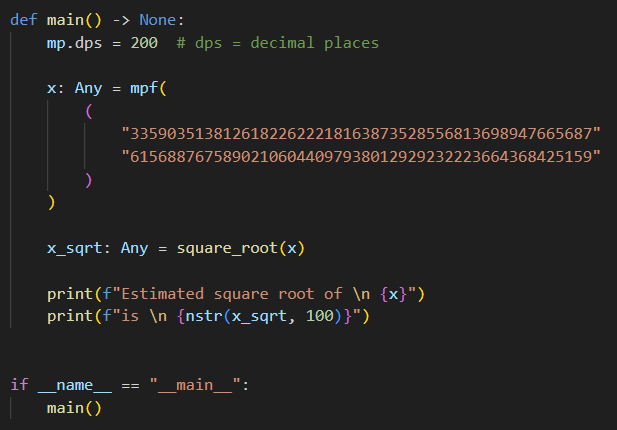 def main() -> None:
    mp.dps = 200  # dps = decimal places
    x: Any = mpf(
        (
            "33590351381261822622218163873528556813698947665687"
            "61568876758902106044097938012929232223664368425159"
        )
    )
    x_sqrt: Any = square_root(x)
    print(f"Estimated square root of \n {x}")
    print(f"is \n {nstr(x_sqrt, 100)}")
if __name__ == "__main__":
    main()